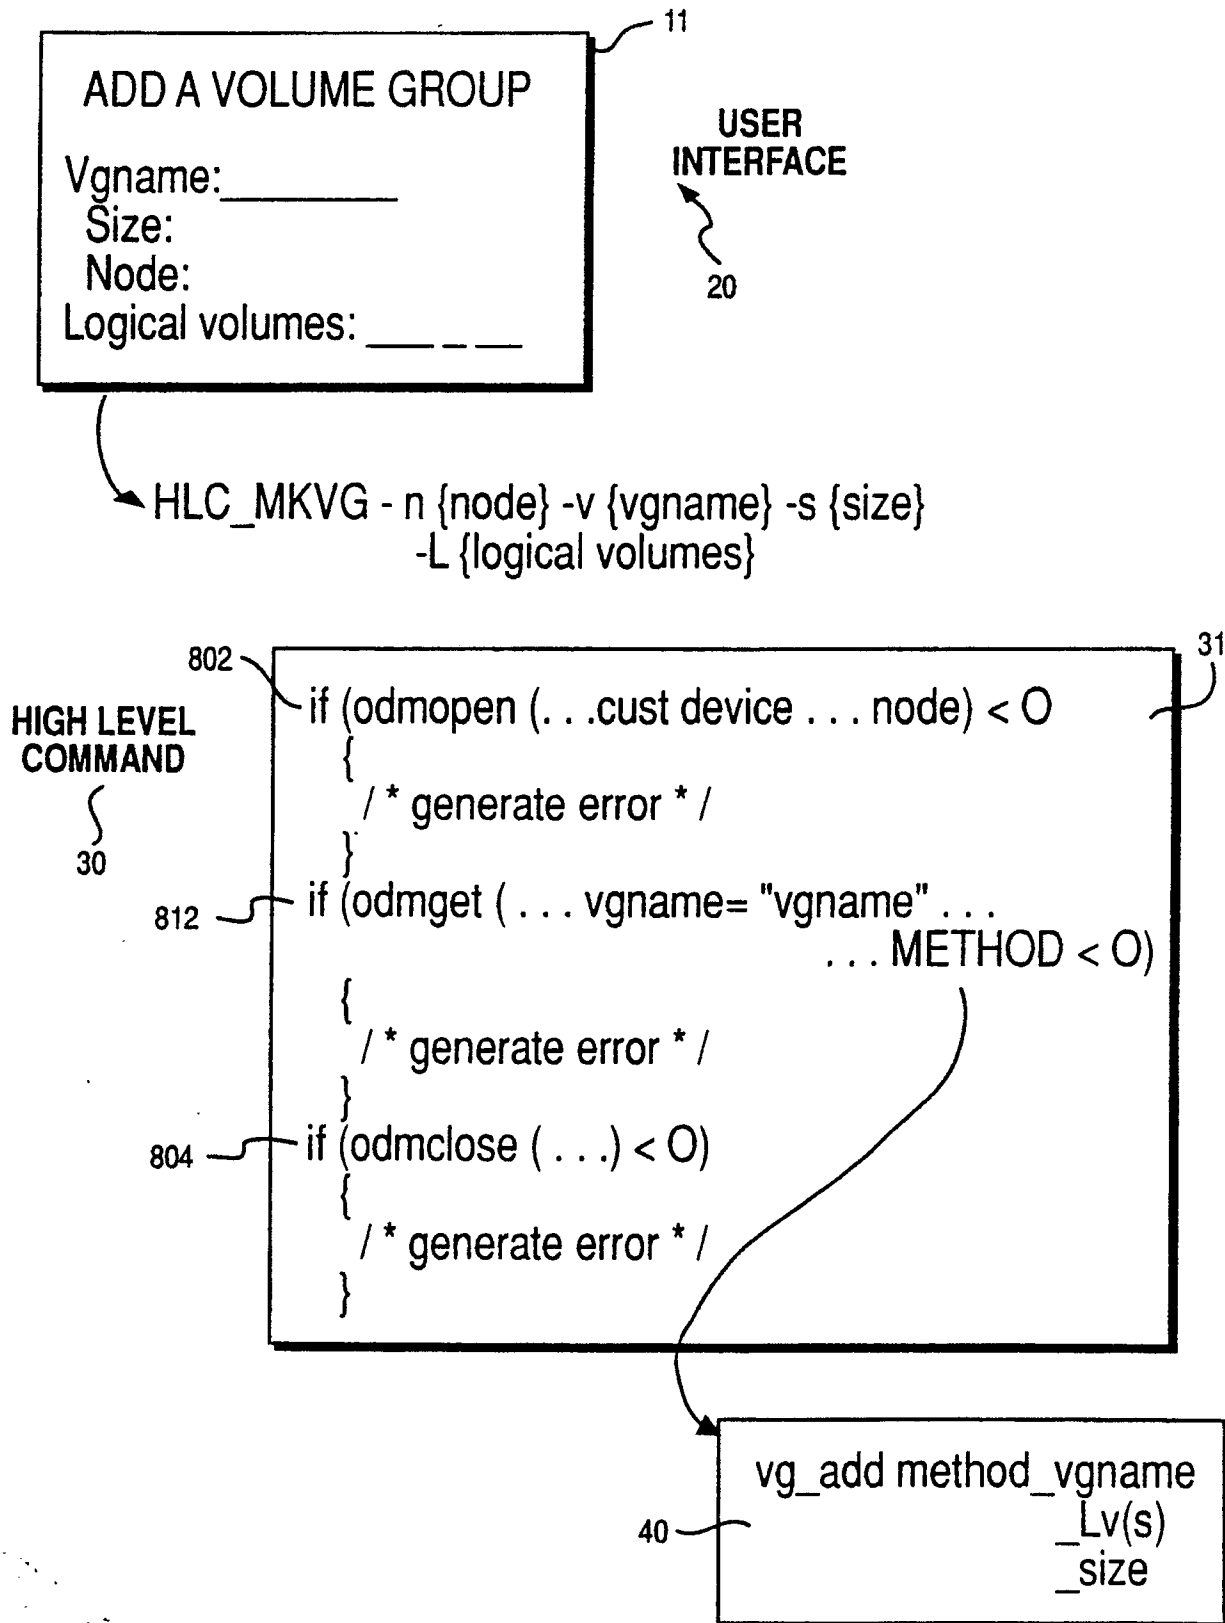 11
ADD A VOLUME GROUP
Vgname:_________
Size:
Node:
Logical volumes: ___ _ __
USER
INTERFACE
20
HLC_MKVG - n {node} -v {vgname} -s {size}
-L {logical volumes}
31
802
if (odmopen (. . .cust device . . . node) < O
HIGH LEVEL
COMMAND
30
{
/ * generate error * /
}
812
if (odmget ( . . . vgname= "vgname" . . .
. . . METHOD < O)
{
/ * generate error * /
}
804
if (odmclose ( . . .) < O)
{
/ * generate error * /
}
vg_add method_vgname
40
_Lv(s)
_size